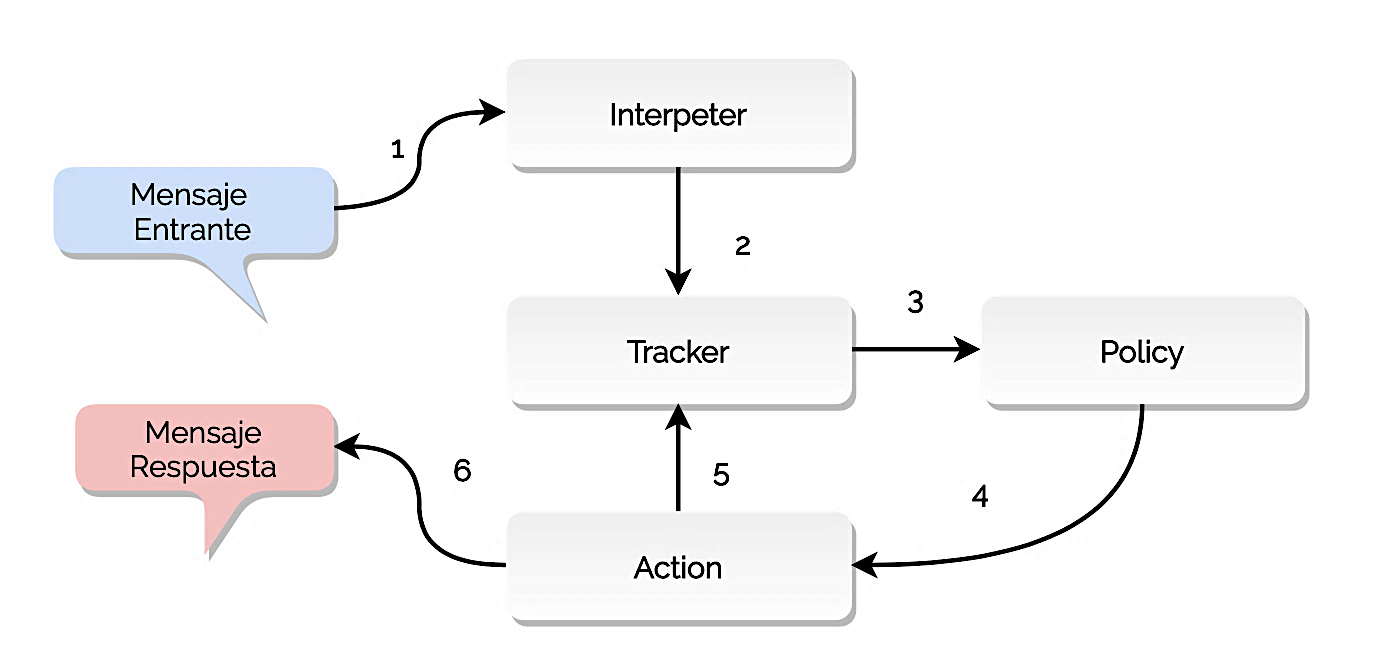 Interpeter
1
Mensaje
Entrante
2
3
Tracker
Policy
Mensaje
Respuesta
6
5
4
Action